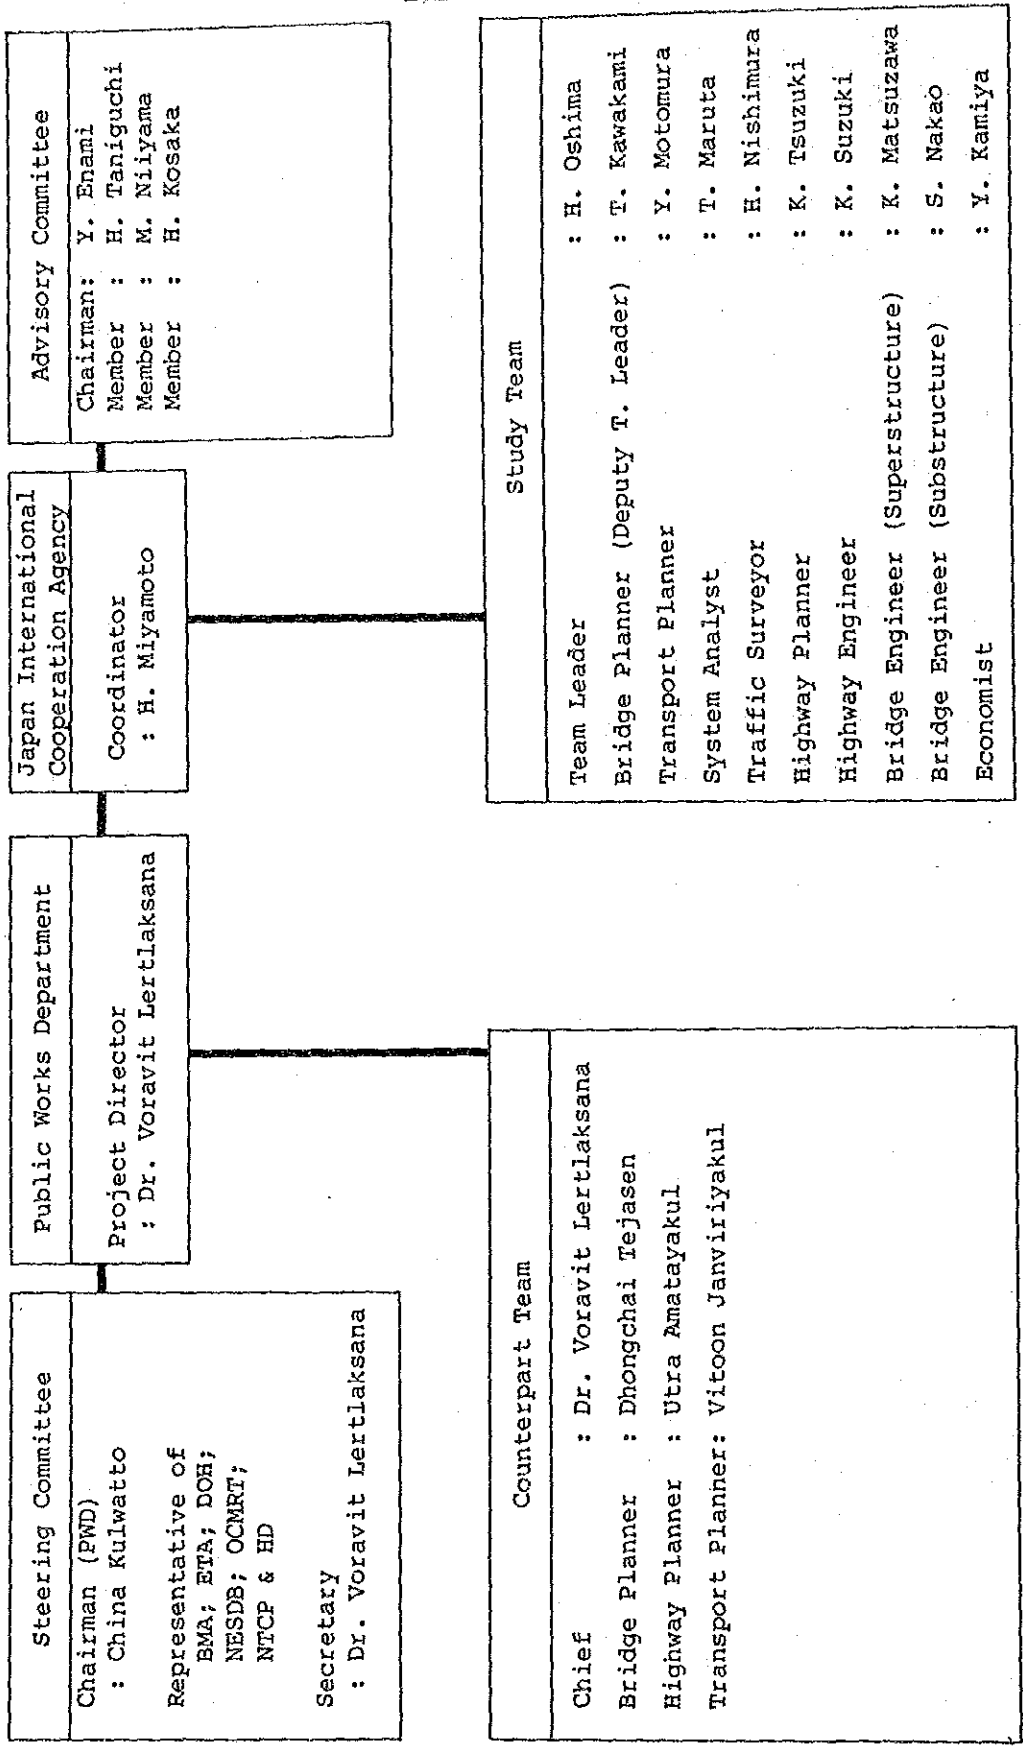 Steering Committee
Chairman (PWD)
: China Kulwatto
Representative of
BMA; ETA; DOH;
NESDB; OCMRT;
NTCP & HD
Secretary
: Dr. Voravit Lertlaksana
Public Works Department
Project Director
: Dr. Voravit Lertlaksana
Japan International
Cooperation Agency
Coordinator
: H. Miyamoto
Advisory Committee
Chairman: Y. Enami
Member : H. Taniguchi
Member : M. Niiyama
Member : H. Kosaka
Counterpart Team
Chief : Dr. Voravit Lertlaksana
Bridge Planner : Dhongchai Tejasen
Highway Planner : Utra Amatayakul
Transport Planner: Vitoon Janviriyakul
Study Team
Team Leader : H. Oshima
Bridge Planner (Deputy T. Leader) : T. Kawakami
Transport Planner : Y. Motomura
System Analyst : T. Maruta
Traffic Surveyor : H. Nishimura
Highway Planner : K. Tsuzuki
Highway Engineer : K. Suzuki
Bridge Engineer (Superstructure) : K. Matsuzawa
Bridge Engineer (Substructure) : S. Nakao
Economist : Y. Kamiya